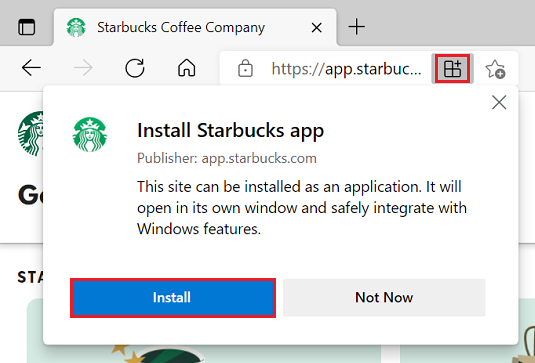 Starbucks Coffee Company
https://app.starbuc...
Install Starbucks app
Publisher: app.starbucks.com
This site can be installed as an application. It will
open in its own window and safely integrate with
Windows features.
Install
Not Now
STA